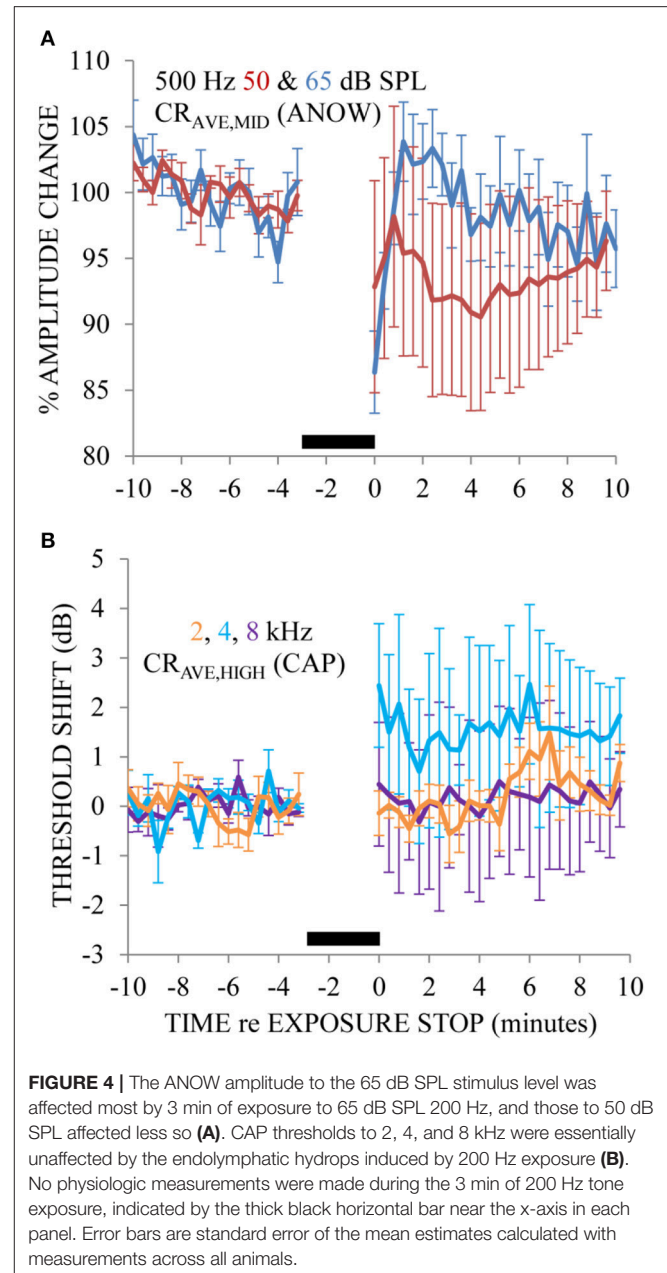 A
500 Hz 50 & 65 dB SPL
CRAVE,MID (ANOW)
% AMPLITUDE CHANGE
110
105
100
95
90
85
80
-10 -8 -6 -4 -2 0 2 4 6 8 10
B
2, 4, 8 kHz
CRAVE,HIGH (CAP)
THRESHOLD SHIFT (dB)
5
4
3
2
1
0
-1
-2
-3
-10 -8 -6 -4 -2 0 2 4 6 8 10
TIME re EXPOSURE STOP (minutes)
FIGURE 4 | The ANOW amplitude to the 65 dB SPL stimulus level was
affected most by 3 min of exposure to 65 dB SPL 200 Hz, and those to 50 dB
SPL affected less so (A). CAP thresholds to 2, 4, and 8 kHz were essentially
unaffected by the endolymphatic hydrops induced by 200 Hz exposure (B).
No physiologic measurements were made during the 3 min of 200 Hz tone
exposure, indicated by the thick black horizontal bar near the x-axis in each
panel. Error bars are standard error of the mean estimates calculated with
measurements across all animals.